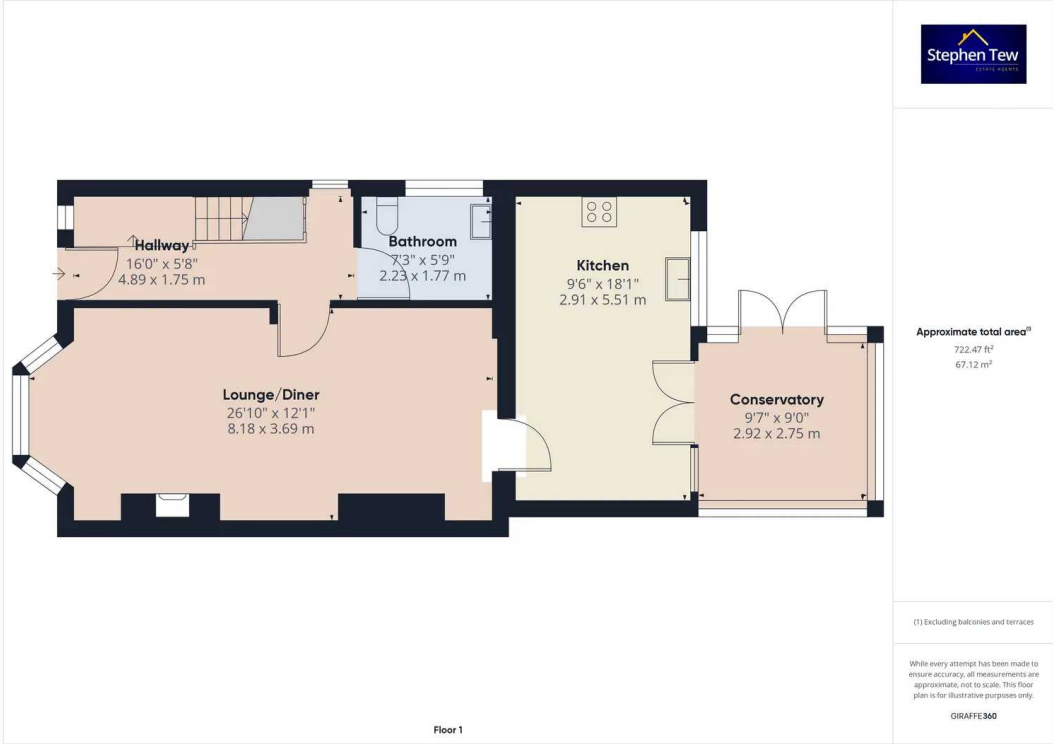 Stephen Tew
ESTATE AGENTS
Hallway
16'0" x 5'8"
4.89 x 1.75 m
Bathroom
7'3" x 5'9"
2.23 x 1.77 m
Kitchen
9'6" x 18'1"
2.91 x 5.51 m
Lounge/Diner
26'10" x 12'1"
8.18 x 3.69 m
Conservatory
9'7" x 9'0"
2.92 x 2.75 m
Floor 1
Approximate total area(1)
722.47 ft²
67.12 m²
(1) Excluding balconies and terraces
While every attempt has been made to
ensure accuracy, all measurements are
approximate, not to scale. This floor
plan is for illustrative purposes only.
GIRAFFE360